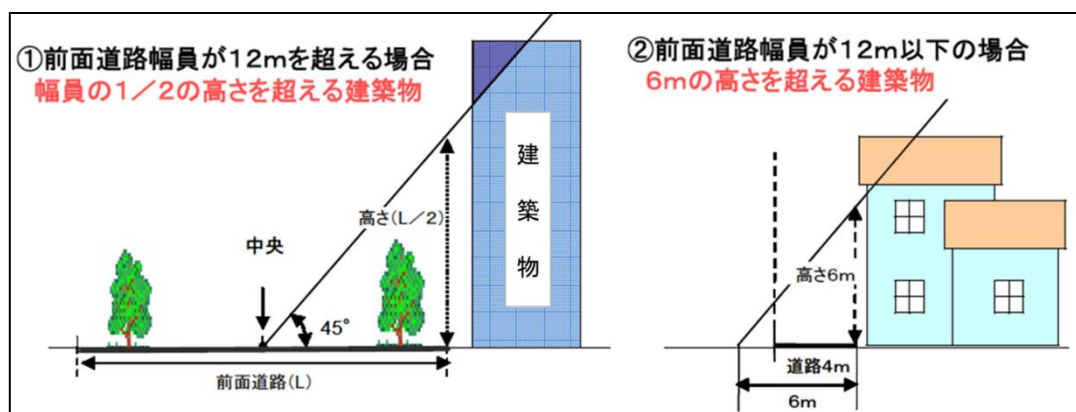 ①前面道路幅員が12mを超える場合
幅員の1/2の高さを超える建築物
建築物
高さ(L/2)
中央
45°
前面道路(L)
②前面道路幅員が12m以下の場合
6mの高さを超える建築物
高さ6m
道路4m
6m